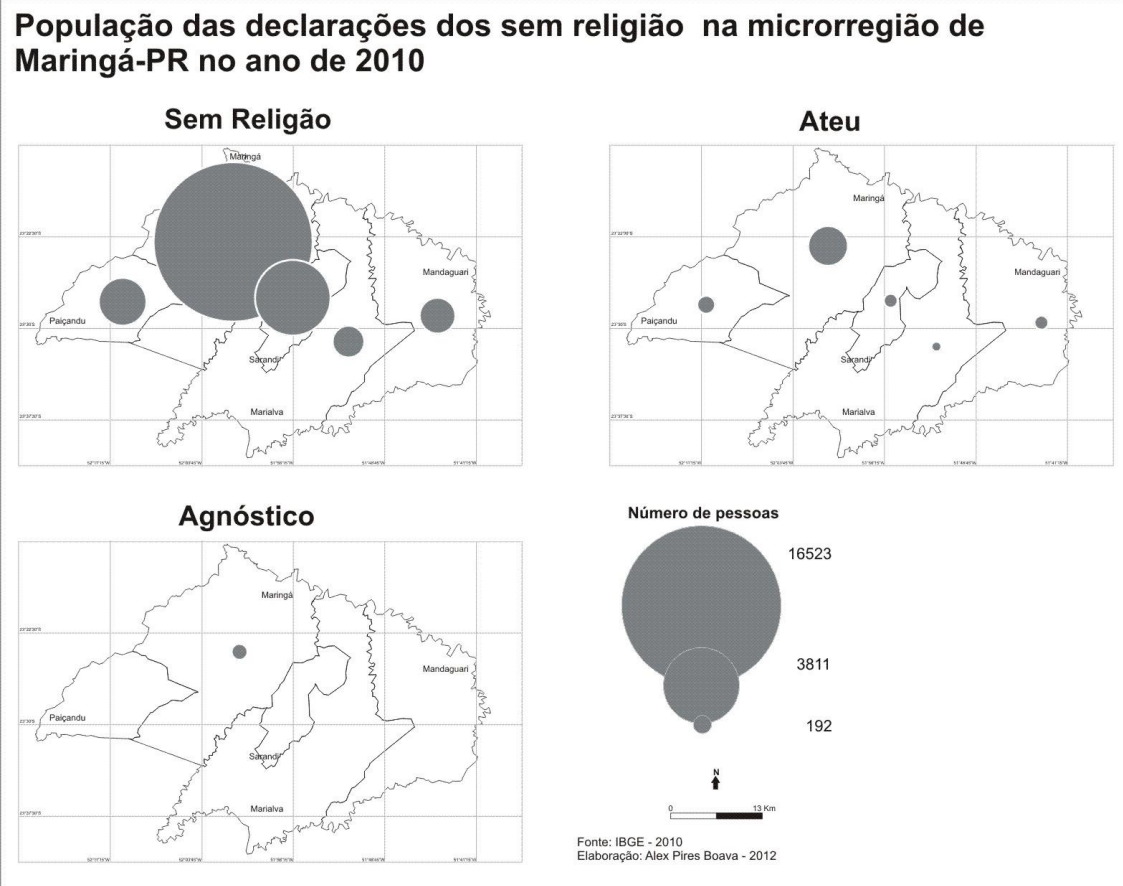 População das declarações dos sem religião na microrregião de
Maringá-PR no ano de 2010
Sem Religão
Maringá
Mandaguari
Paiçandu
Sarandi
Marialva
Ateu
Maringá
Mandaguari
Paiçandu
Sarandi
Marialva
Agnóstico
Maringá
Mandaguari
Paiçandu
Sarandi
Marialva
Número de pessoas
16523
3811
192
N
0 13 Km
Fonte: IBGE - 2010
Elaboração: Alex Pires Boava - 2012